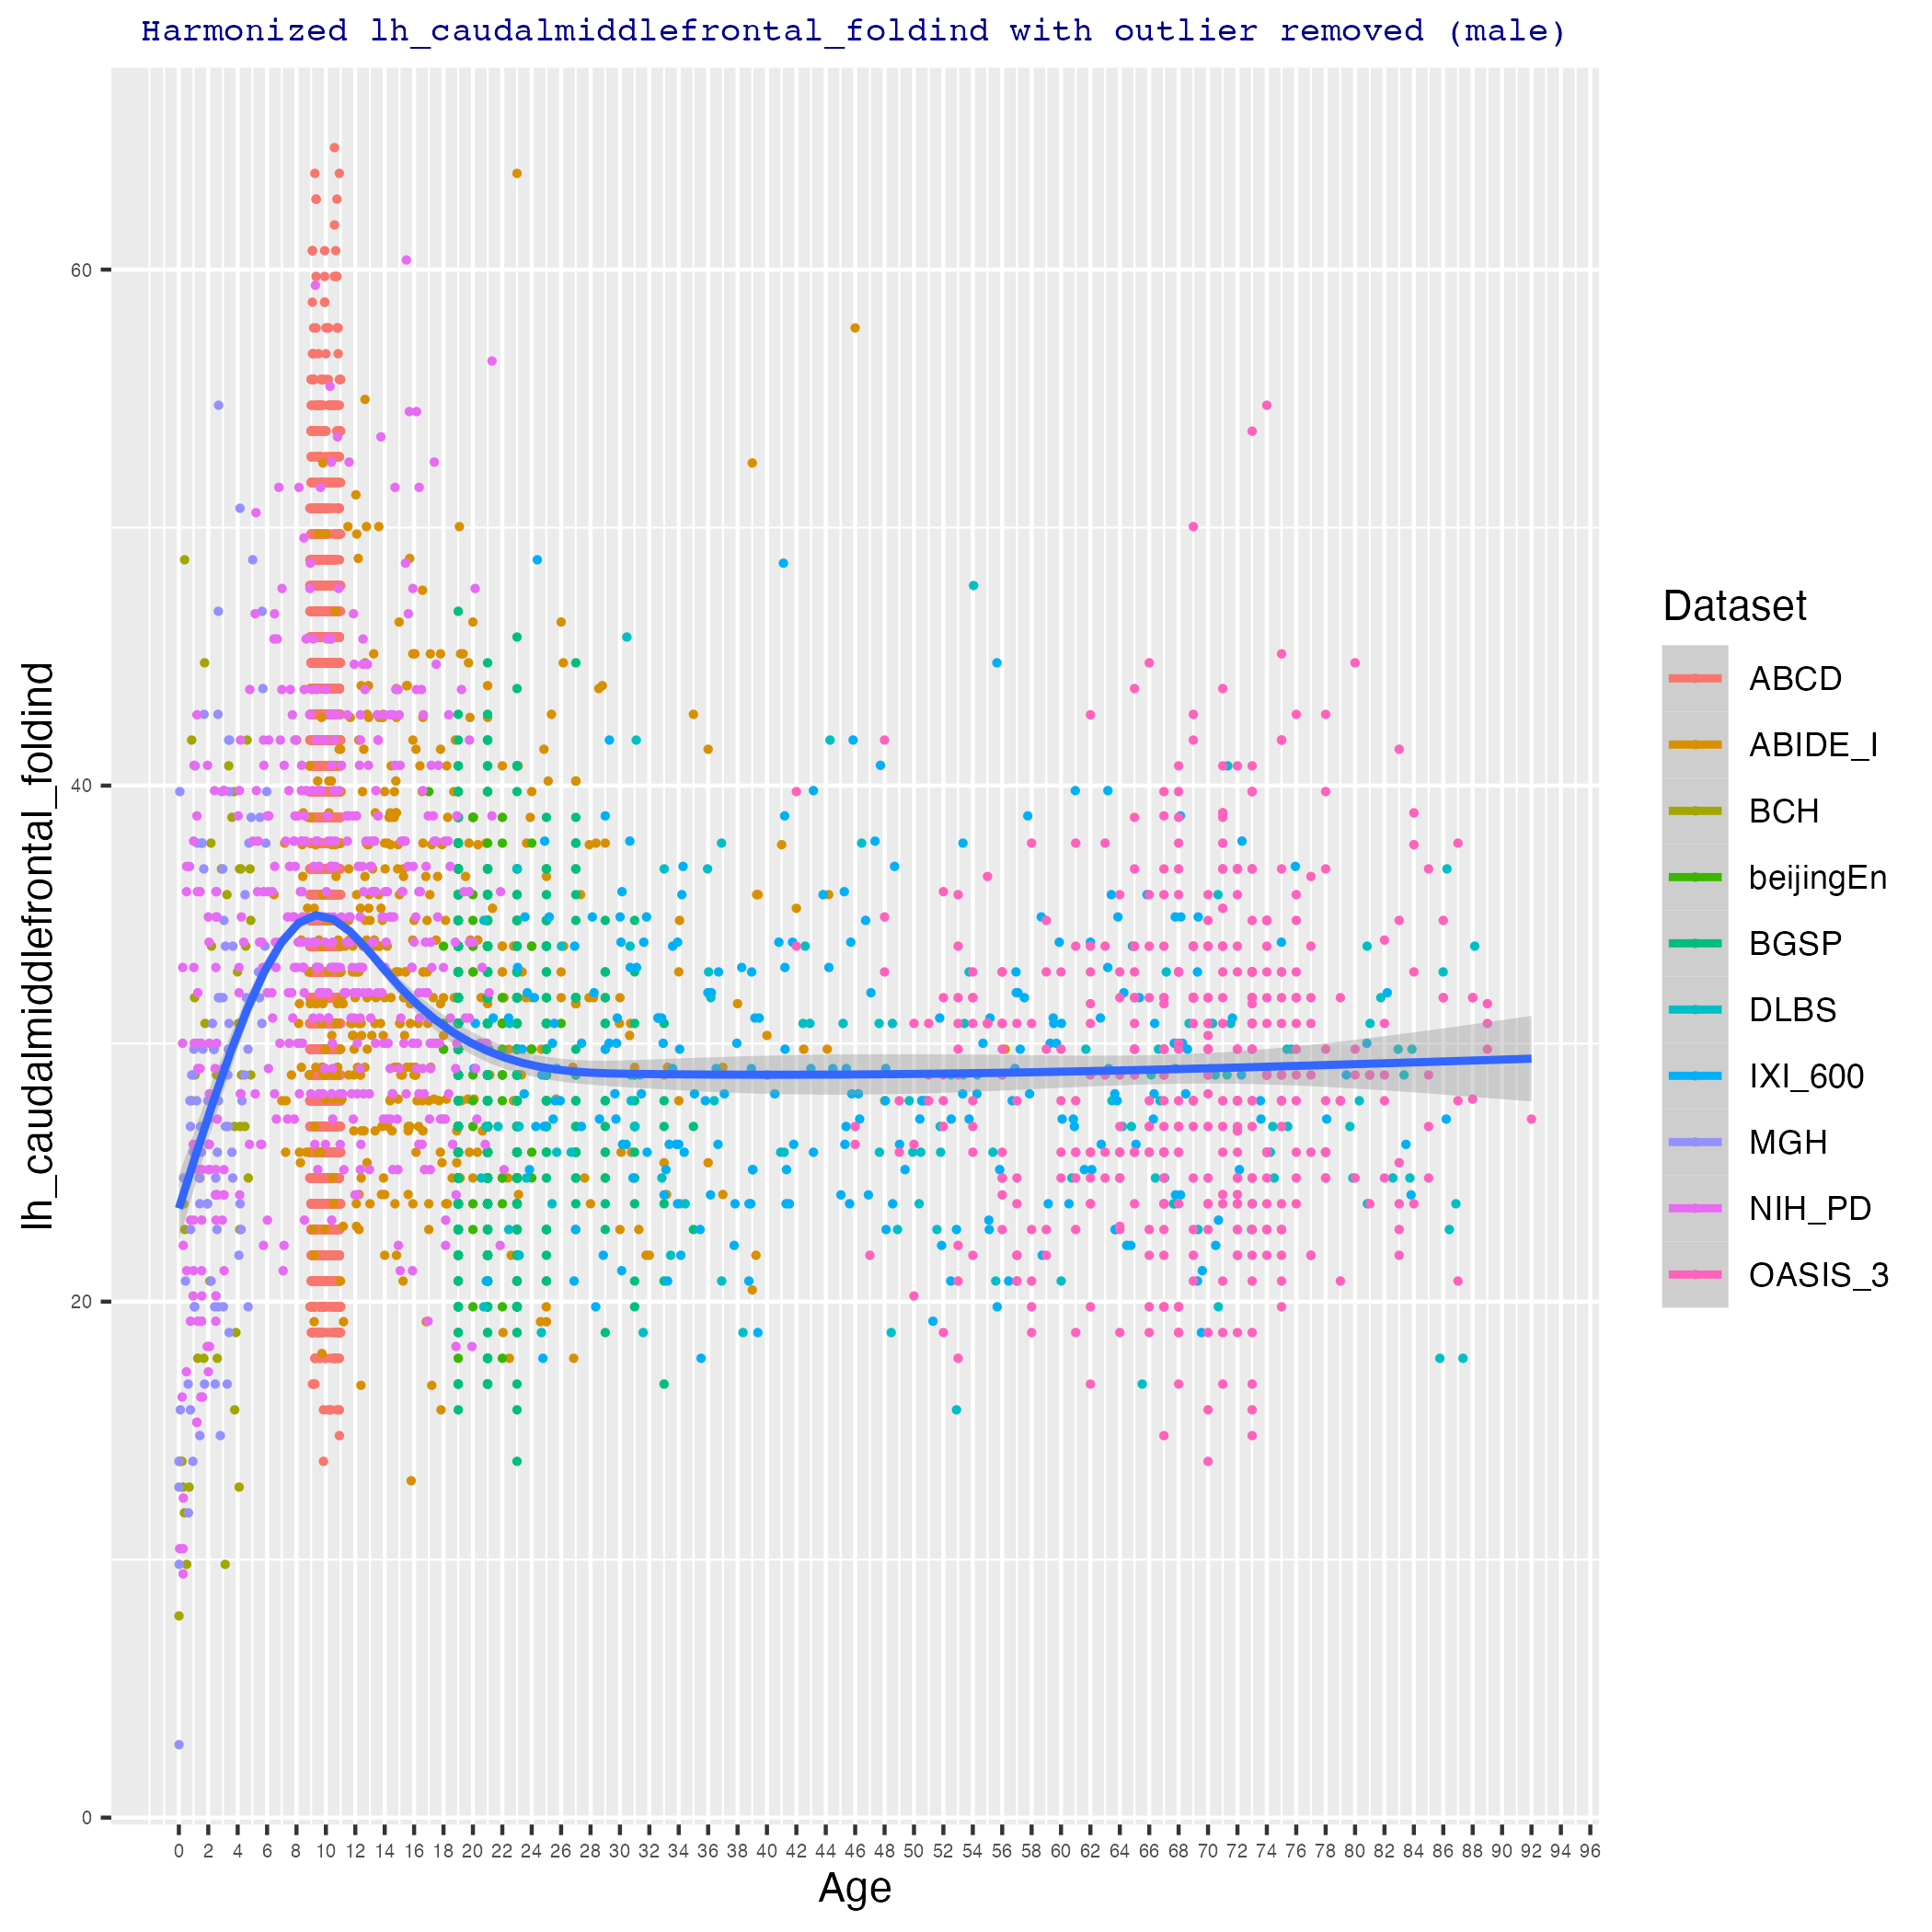 Harmonized lh_caudalmiddlefrontal_foldind with outlier removed (male)
lh_caudalmiddlefrontal_foldind
60
40
20
0
0 2 4 6 8 10 12 14 16 18 20 22 24 26 28 30 32 34 36 38 40 42 44 46 48 50 52 54 56 58 60 62 64 66 68 70 72 74 76 78 80 82 84 86 88 90 92 94 96
Age
Dataset
ABCD
ABIDE_I
BCH
beijingEn
BGSP
DLBS
IXI_600
MGH
NIH_PD
OASIS_3